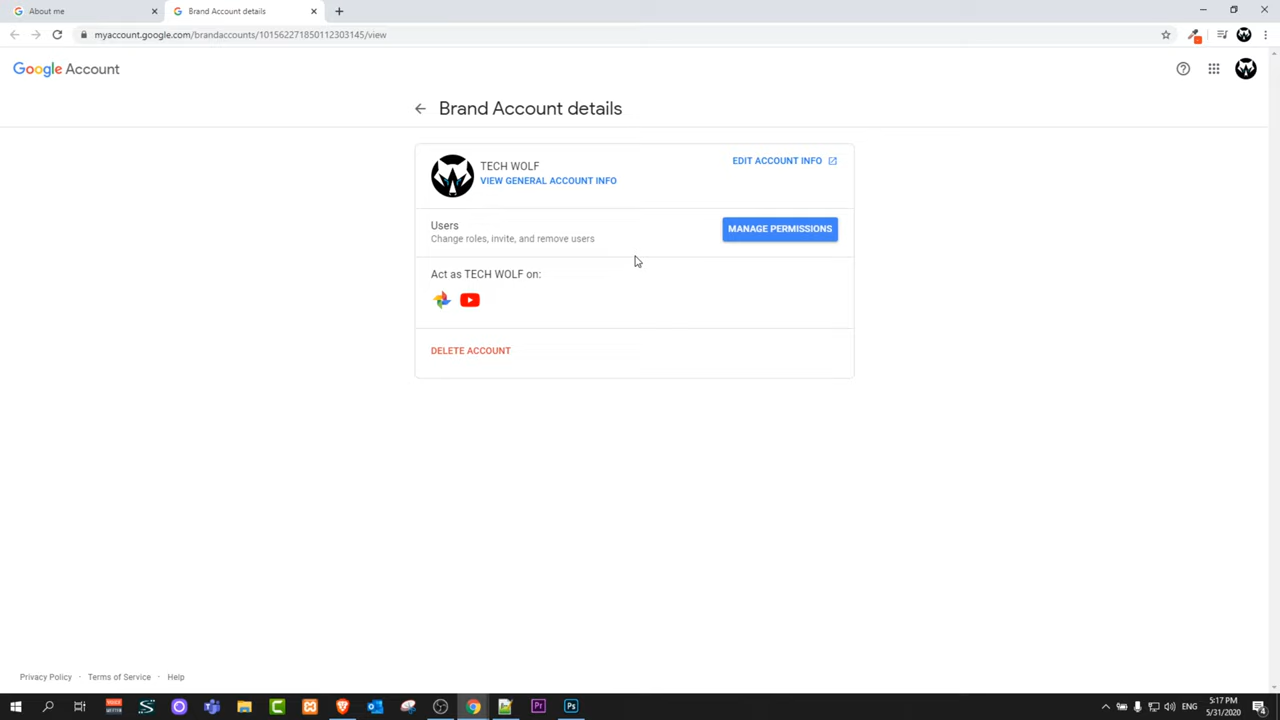 About me
Brand Account details
myaccount.google.com/brandaccounts/101562271850112303145/view
Google Account
Brand Account details
TECH WOLF
EDIT ACCOUNT INFO
VIEW GENERAL ACCOUNT INFO
Users
MANAGE PERMISSIONS
Change roles, invite, and remove users
Act as TECH WOLF on:
DELETE ACCOUNT
Privacy Policy · Terms of Service · Help
ENG
5:17 PM
5/31/2020